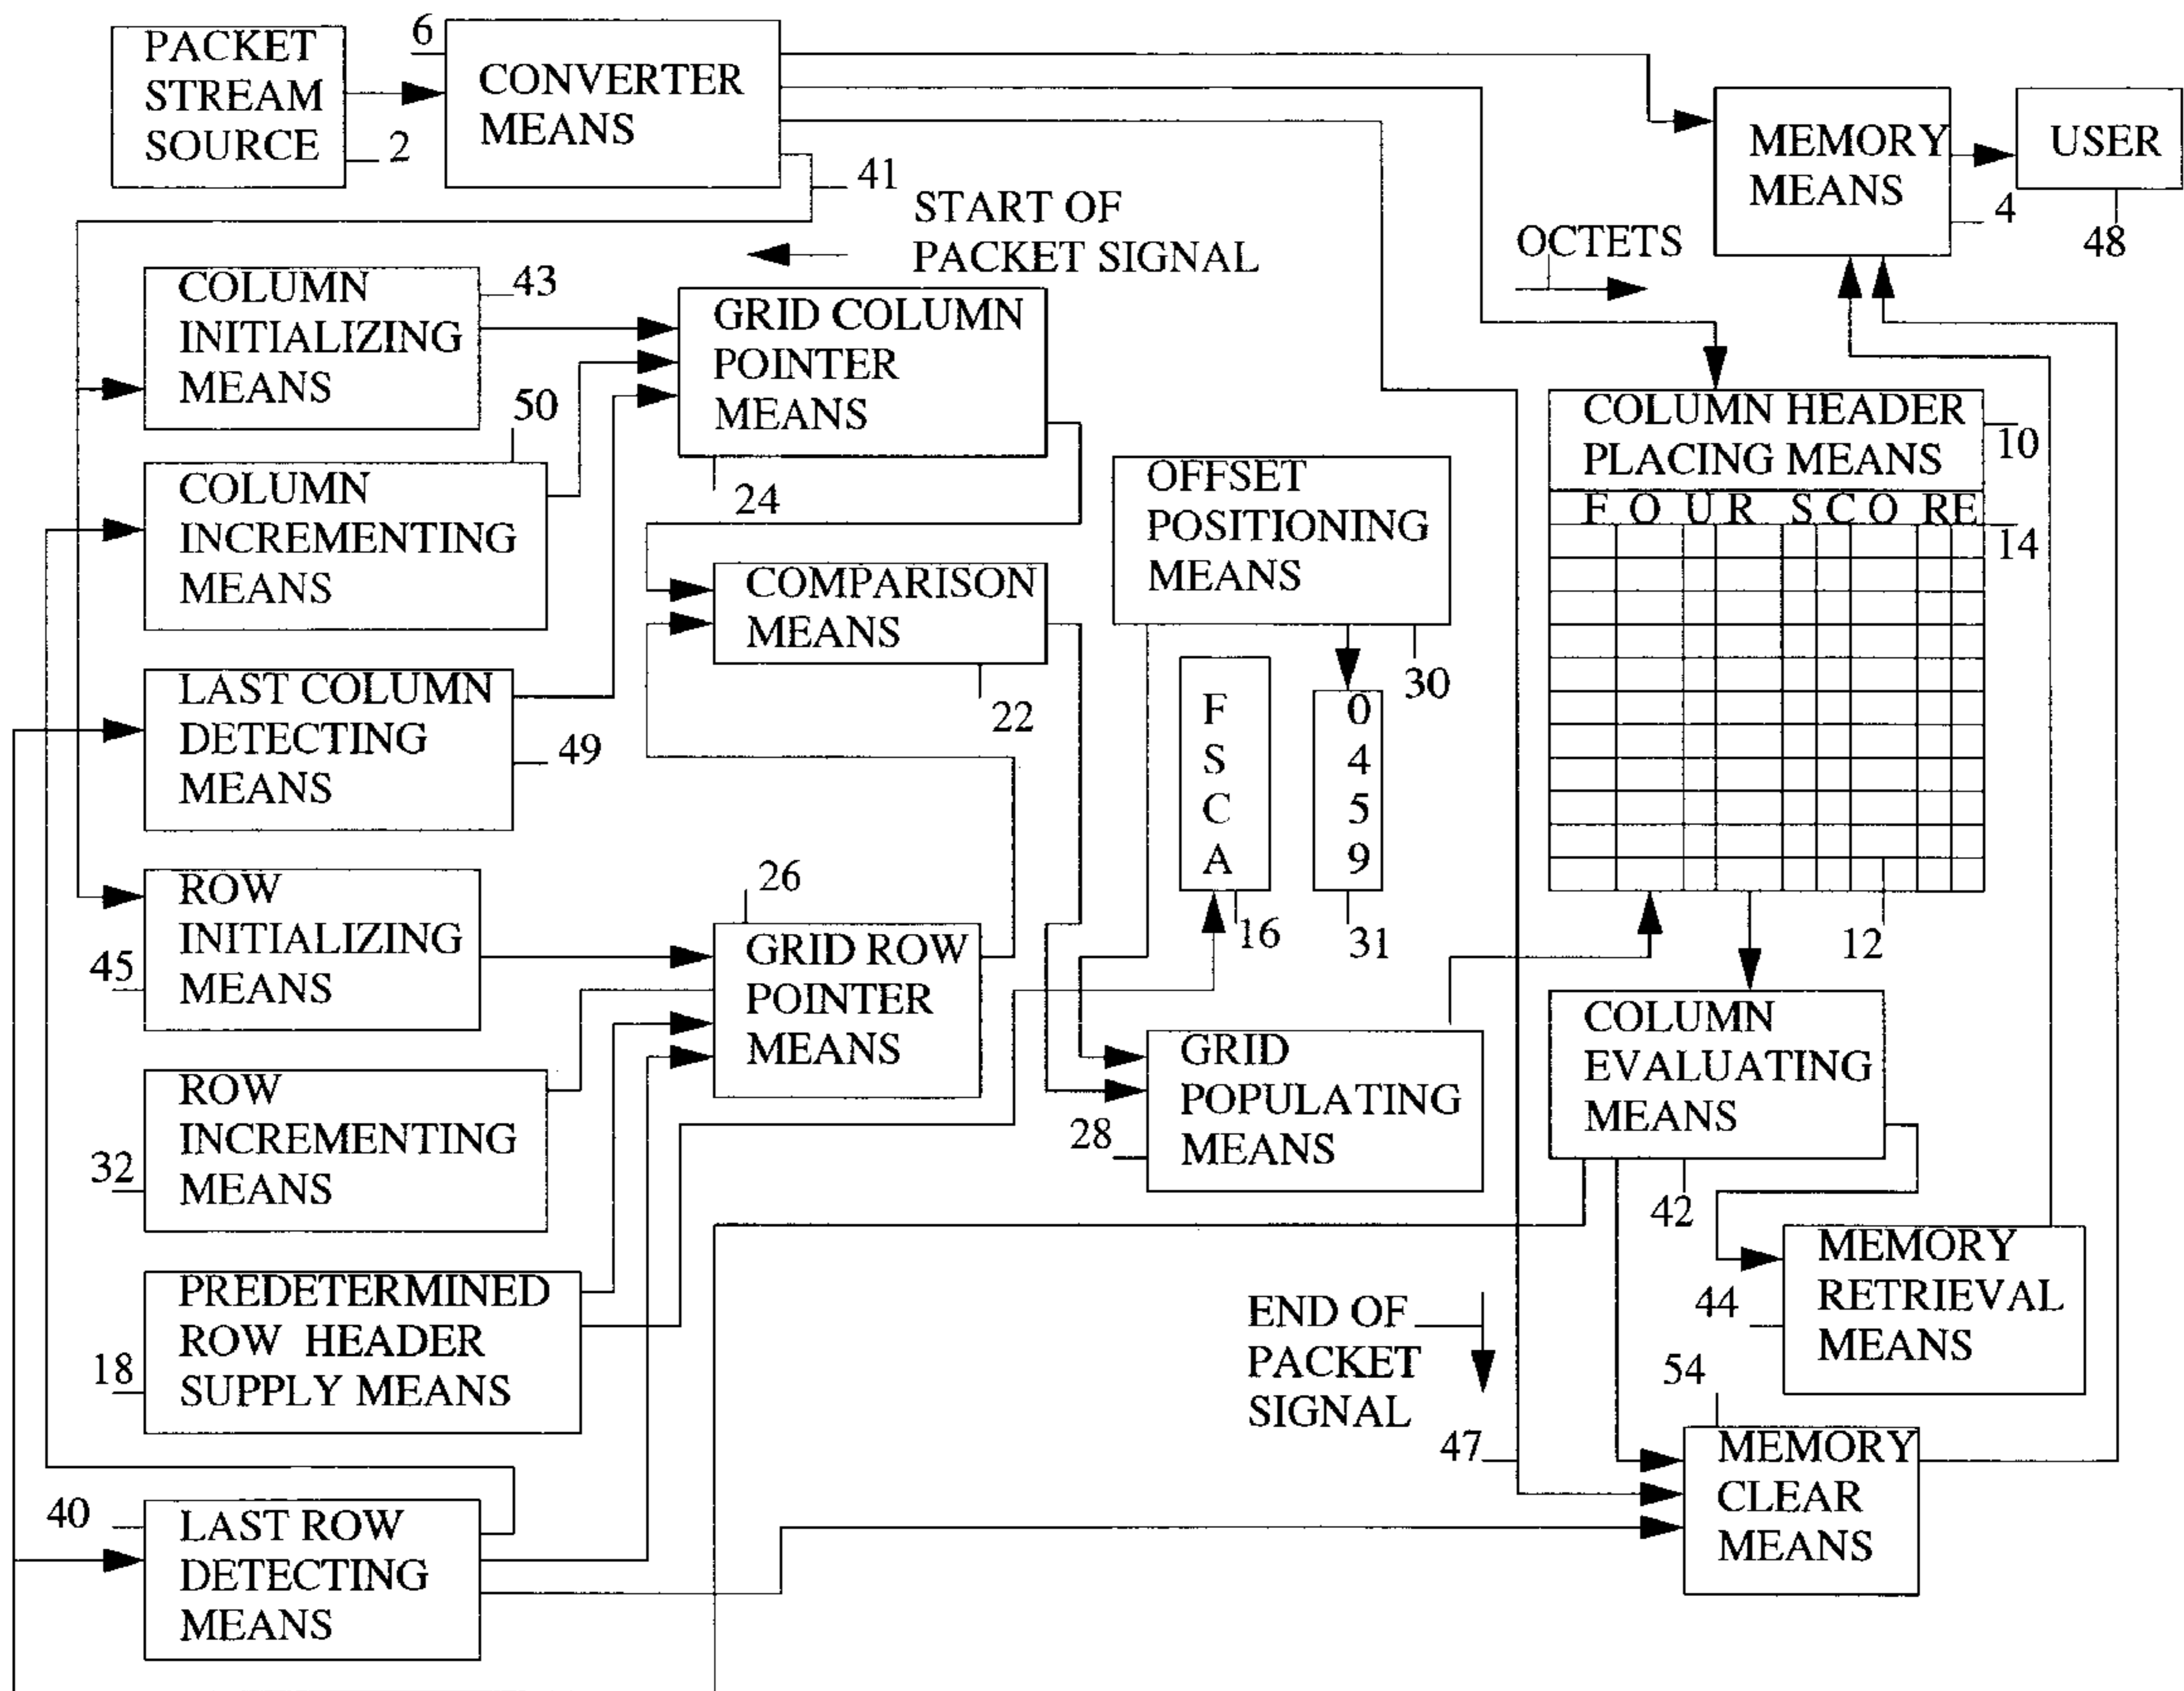 PACKET
STREAM
SOURCE
2
6
CONVERTER
MEANS
41
START OF
PACKET SIGNAL
OCTETS
MEMORY
MEANS
4
USER
48
COLUMN
INITIALIZING
MEANS
43
GRID COLUMN
POINTER
MEANS
24
COLUMN
INCREMENTING
MEANS
50
OFFSET
POSITIONING
MEANS
30
COLUMN HEADER
PLACING MEANS
10
F O U R S C O R E
14
12
COMPARISON
MEANS
22
LAST COLUMN
DETECTING
MEANS
49
F
S
C
A
16
0
4
5
9
31
ROW
INITIALIZING
MEANS
45
26
GRID ROW
POINTER
MEANS
ROW
INCREMENTING
MEANS
32
GRID
POPULATING
MEANS
28
COLUMN
EVALUATING
MEANS
42
PREDETERMINED
ROW HEADER
SUPPLY MEANS
18
MEMORY
RETRIEVAL
MEANS
44
END OF
PACKET
SIGNAL
47
54
MEMORY
CLEAR
MEANS
40
LAST ROW
DETECTING
MEANS